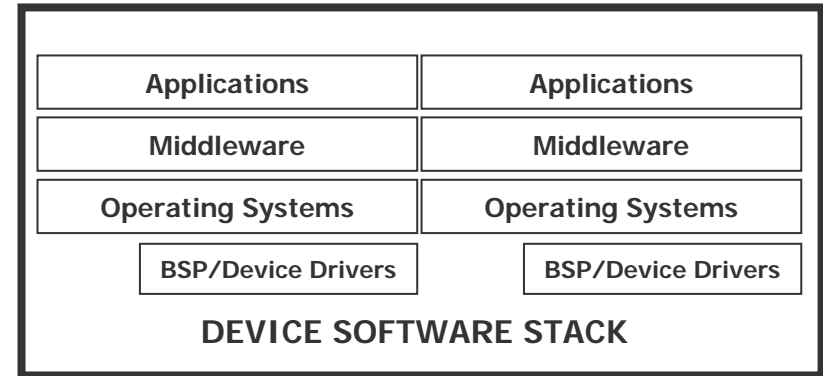 Applications Applications
Middleware Middleware
Operating Systems Operating Systems
BSP/Device Drivers BSP/Device Drivers
DEVICE SOFTWARE STACK